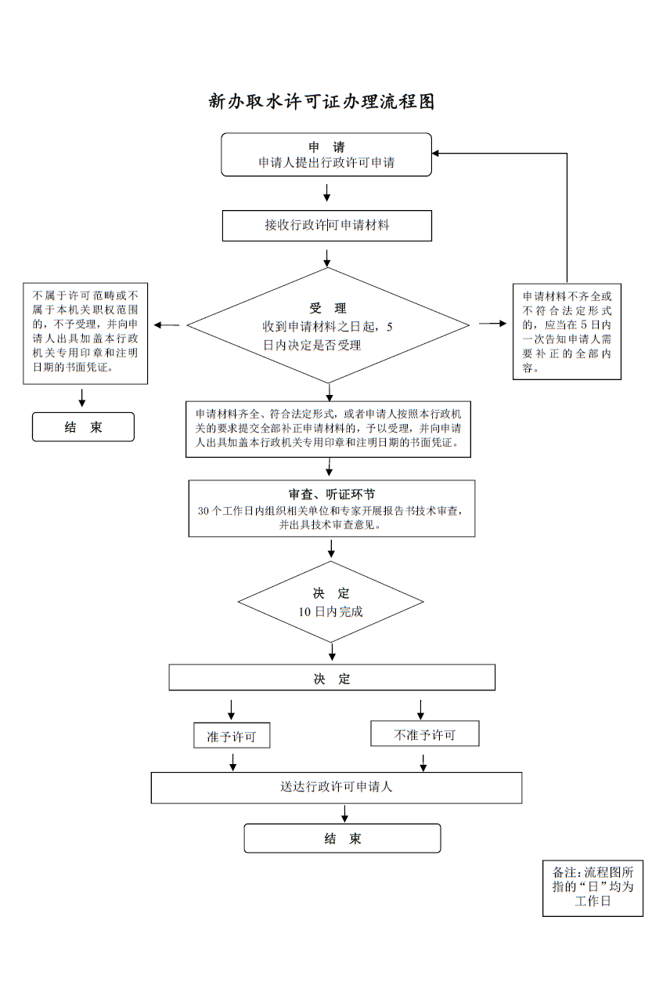 新办取水许可证办理流程图
申 请
申请人提出行政许可申请
接收行政许可申请材料
不属于许可范畴或不
属于本机关职权范围
的，不予受理，并向申
请人出具加盖本行政
机关专用印章和注明
日期的书面凭证。
受 理
收到申请材料之日起，5
日内决定是否受理
申请材料不齐全或
不符合法定形式
的，应当在 5 日内
一次告知申请人需
要补正的全部内
容。
结 束
申请材料齐全、符合法定形式，或者申请人按照本行政机
关的要求提交全部补正申请材料的，予以受理，并向申请
人出具加盖本行政机关专用印章和注明日期的书面凭证。
审查、听证环节
30 个工作日内组织相关单位和专家开展报告书技术审查，
并出具技术审查意见。
决 定
10 日内完成
决 定
准予许可
不准予许可
送达行政许可申请人
结 束
备注：流程图所
指的“日”均为
工作日